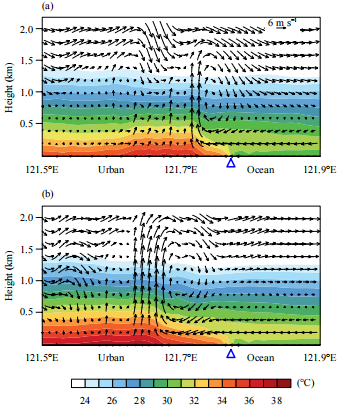 (a)
6 m s⁻¹
Height (km)
2.0
1.5
1.0
0.5
121.5°E Urban 121.7°E Ocean 121.9°E
(b)
Height (km)
2.0
1.5
1.0
0.5
121.5°E Urban 121.7°E Ocean 121.9°E
24 26 28 30 32 34 36 38 (°C)